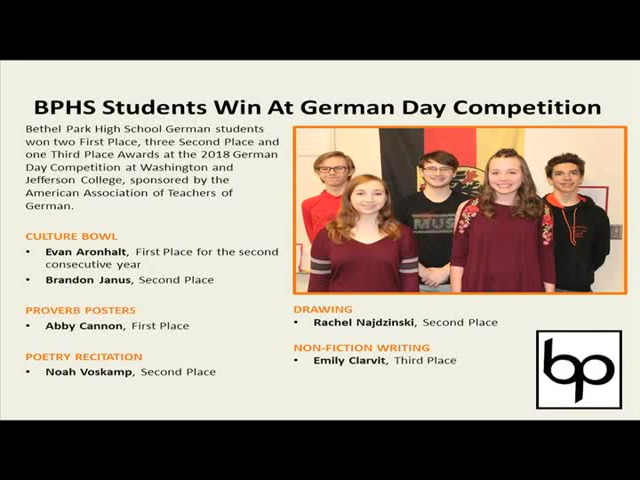 BPHS Students Win At German Day Competition
Bethel Park High School German students
won two First Place, three Second Place and
one Third Place Awards at the 2018 German
Day Competition at Washington and
Jefferson College, sponsored by the
American Association of Teachers of
German.
CULTURE BOWL
• Evan Aronhalt, First Place for the second
consecutive year
• Brandon Janus, Second Place
PROVERB POSTERS
• Abby Cannon, First Place
POETRY RECITATION
• Noah Voskamp, Second Place
DRAWING
• Rachel Najdzinski, Second Place
NON-FICTION WRITING
• Emily Clarvit, Third Place
bp